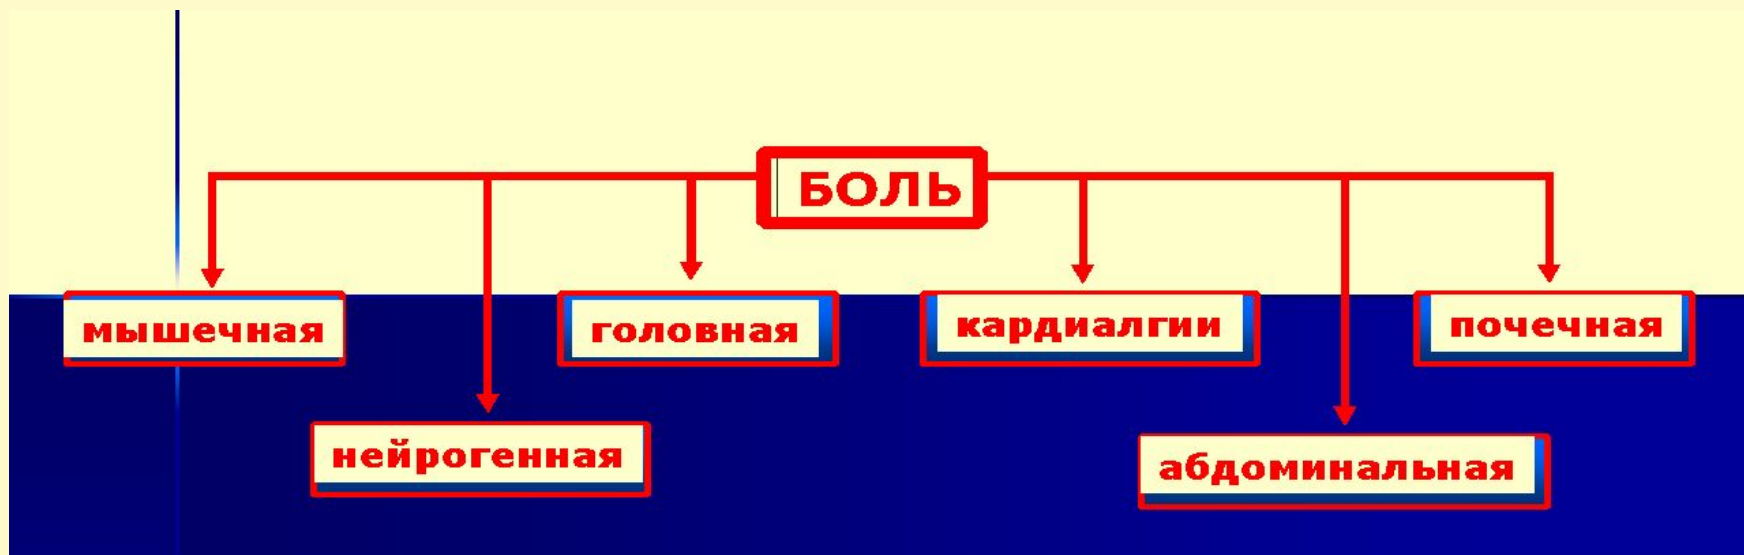 БОЛЬ
мышечная
головная
кардиалгии
почечная
нейрогенная
абдоминальная